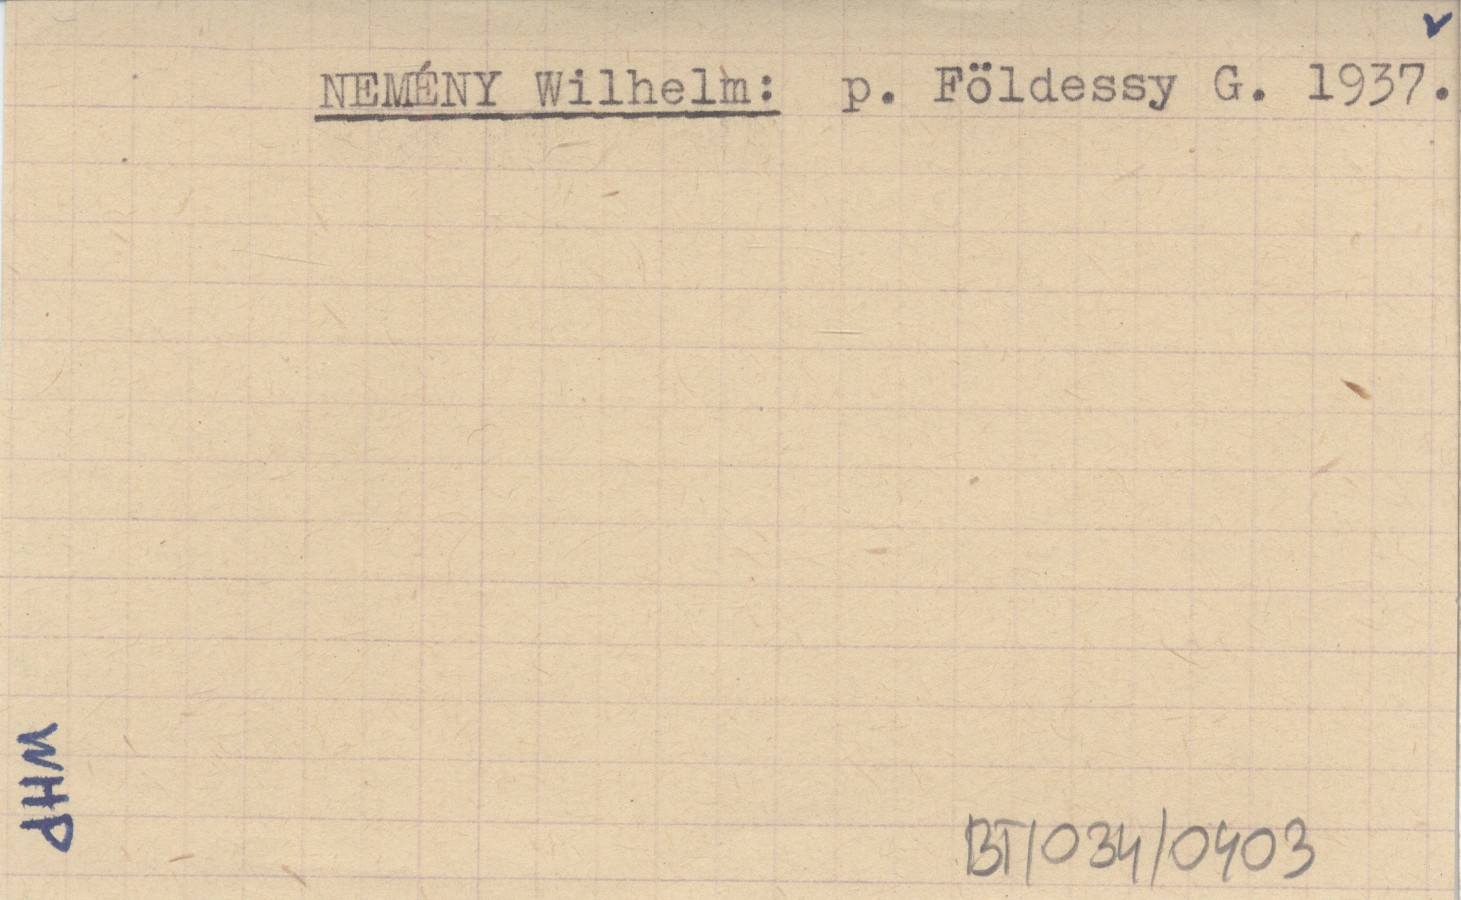 NEMÉNY Wilhelm: p. Földessy G. 1937.
WHP
BT/034/0403